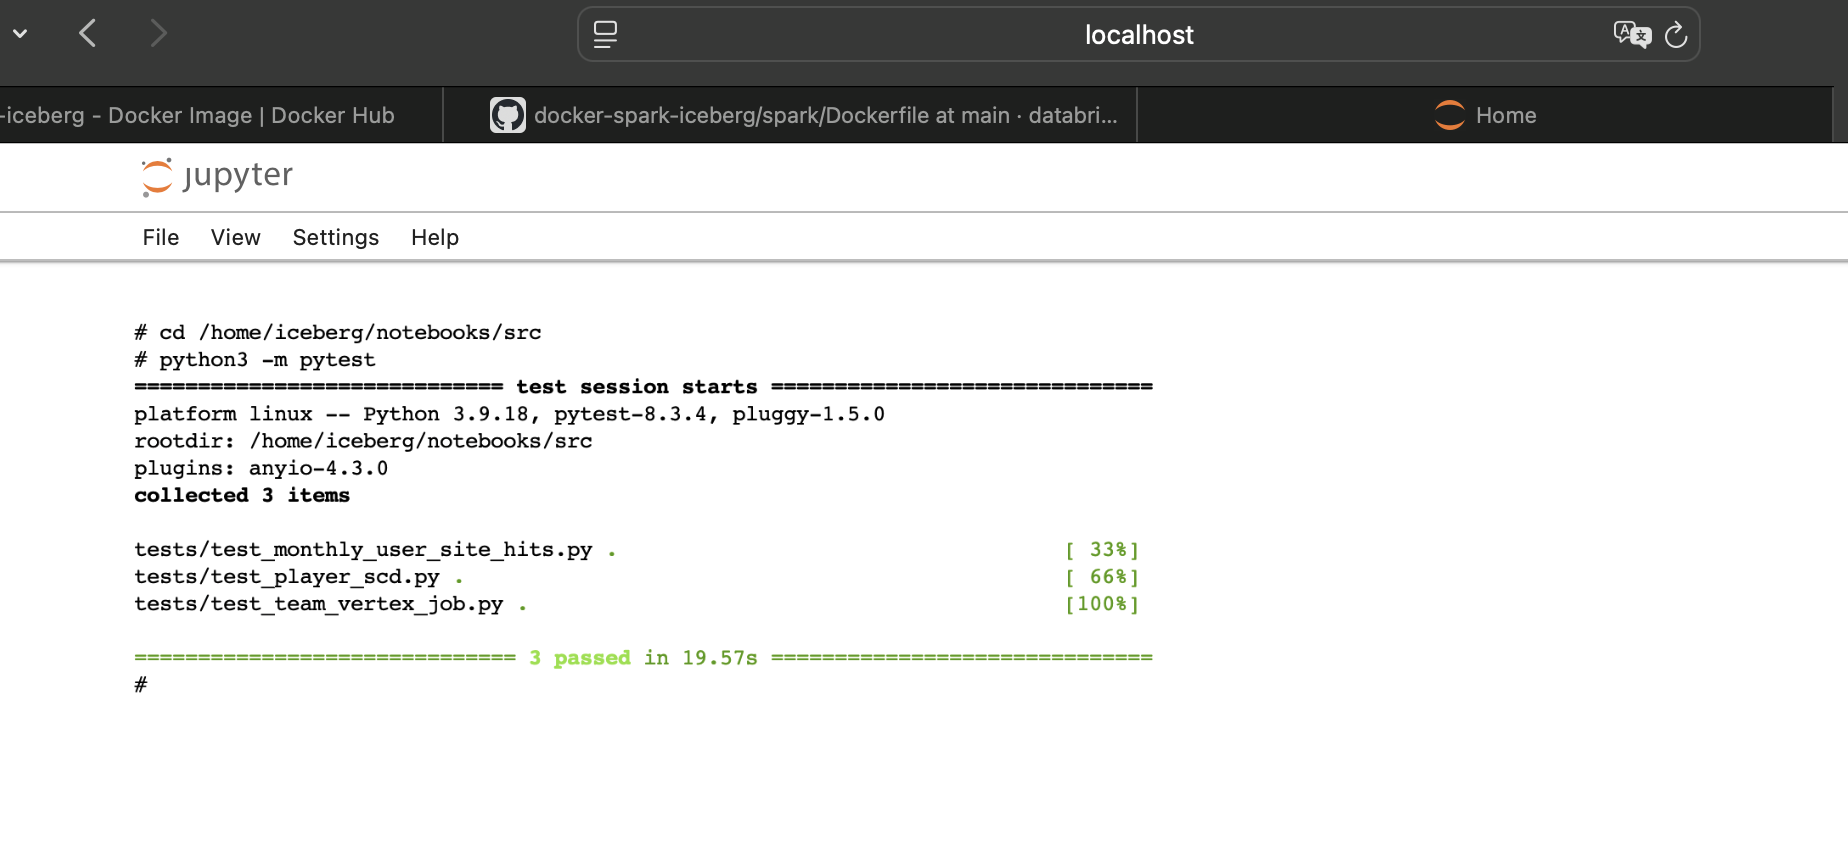 localhost
-iceberg - Docker Image | Docker Hub
docker-spark-iceberg/spark/Dockerfile at main · databri...
Home
jupyter
File View Settings Help
# cd /home/iceberg/notebooks/src
# python3 -m pytest
============================= test session starts ==============================
platform linux -- Python 3.9.18, pytest-8.3.4, pluggy-1.5.0
rootdir: /home/iceberg/notebooks/src
plugins: anyio-4.3.0
collected 3 items
tests/test_monthly_user_site_hits.py . [ 33%]
tests/test_player_scd.py . [ 66%]
tests/test_team_vertex_job.py . [100%]
============================== 3 passed in 19.57s ==============================
#